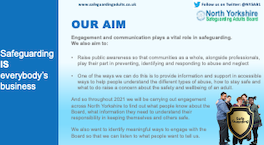 www.safeguardingadults.co.uk
Follow us on Twitter: @NYSAB1
North Yorkshire
Safeguarding Adults Board
OUR AIM
Safeguarding
IS
everybody's
business
Engagement and communication plays a vital role in safeguarding.
We also aim to:
• Raise public awareness so that communities as a whole, alongside professionals,
play their part in preventing, identifying and responding to abuse and neglect
• One of the ways we can do this is to provide information and support in accessible
ways to help people understand the different types of abuse, how to stay safe and
what to do to raise a concern about the safety and wellbeing of an adult.
And so throughout 2021 we will be carrying out engagement
across North Yorkshire to find out what people know about the
Board, what information they need to understand their
responsibility in keeping themselves and others safe.
We also want to identify meaningful ways to engage with the
Board so that we can listen to what people want to tell us.